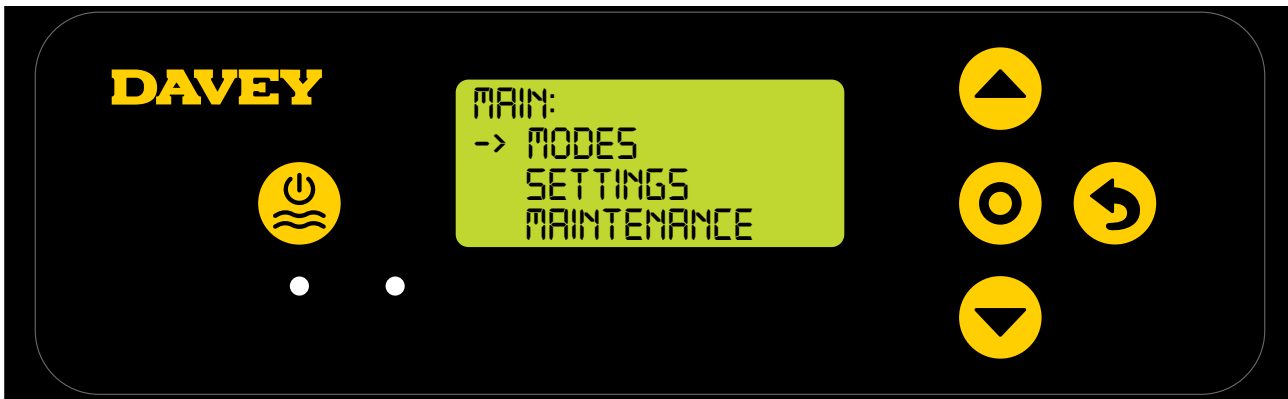 DAVEY
MAIN:
-> MODES
SETTINGS
MAINTENANCE